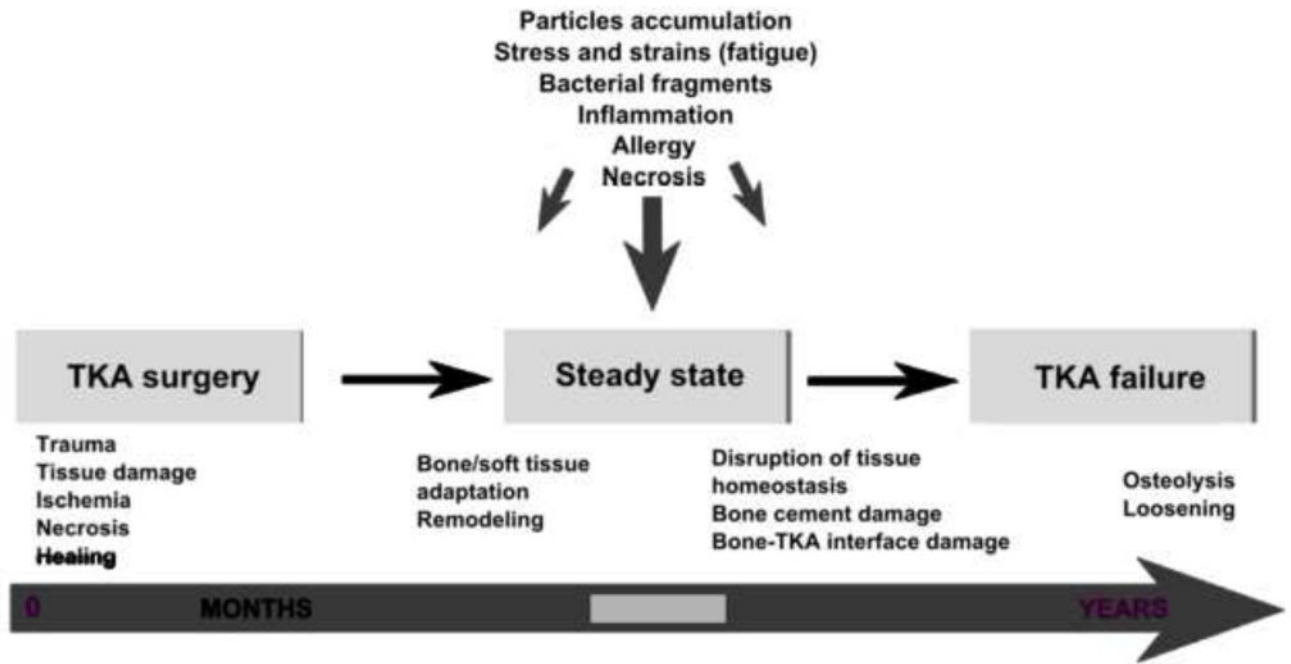 Particles accumulation
Stress and strains (fatigue)
Bacterial fragments
Inflammation
Allergy
Necrosis
TKA surgery
Steady state
TKA failure
Trauma
Tissue damage
Ischemia
Necrosis
Healing
Bone/soft tissue
adaptation
Remodeling
Disruption of tissue
homeostasis
Bone cement damage
Bone-TKA interface damage
Osteolysis
Loosening
0
MONTHS
YEARS